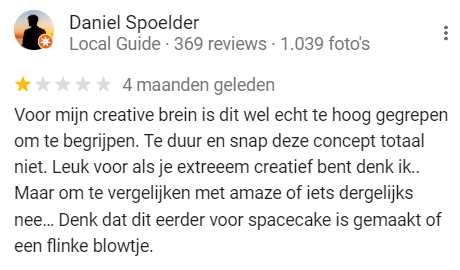 Daniel Spoelder
Local Guide · 369 reviews · 1.039 foto's
4 maanden geleden
Voor mijn creative brein is dit wel echt te hoog gegrepen
om te begrijpen. Te duur en snap deze concept totaal
niet. Leuk voor als je extreeem creatief bent denk ik..
Maar om te vergelijken met amaze of iets dergelijks
nee... Denk dat dit eerder voor spacecake is gemaakt of
een flinke blowtje.